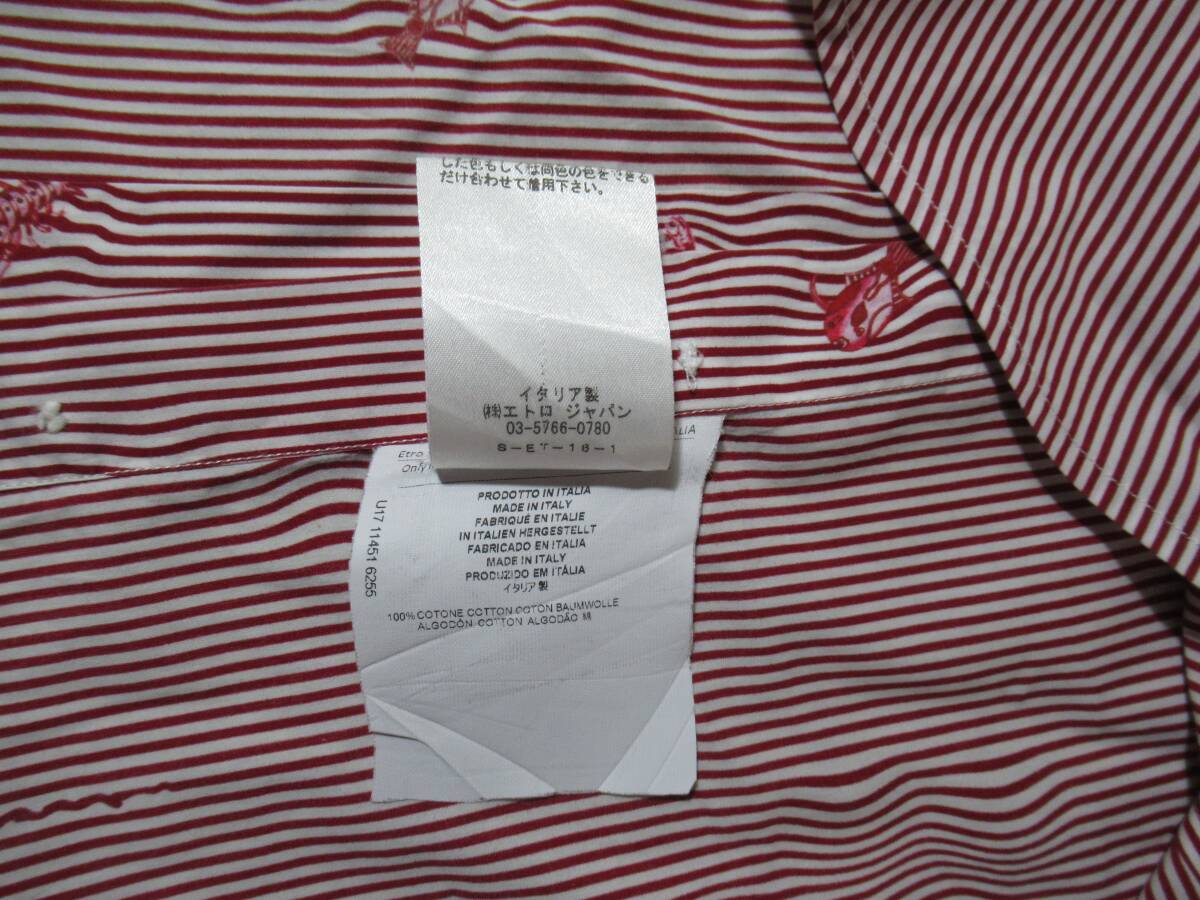 した色もしくは同色の色をできる
だけ合わせて着用下さい。
イタリア製
㈱エトロ ジャパン
03-5766-0780
S-ET-16-1
Etro
ALIA
Only
PRODOTTO IN ITALIA
MADE IN ITALY
FABRIQUÉ EN ITALIE
IN ITALIEN HERGESTELLT
FABRICADO EN ITALIA
MADE IN ITALY
PRODUZIDO EM ITÁLIA
イタリア製
100% COTONE COTTON COTON BAUMWOLLE
ALGODÓN COTTON ALGODÃO 綿
U17 11451 6255